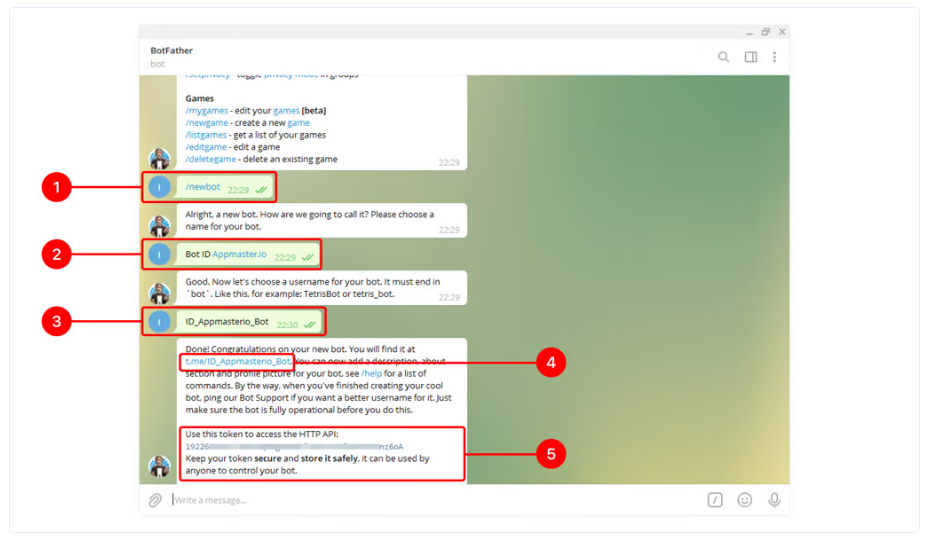 BotFather
bot
privacy mode in groups
Games
/mygames - edit your games [beta]
/newgame - create a new game
/listgames - get a list of your games
/editgame - edit a game
/deletegame - delete an existing game
22:29
1
/newbot 22:29
Alright, a new bot. How are we going to call it? Please choose a
name for your bot.
22:29
2
Bot ID Appmaster.io 22:29
Good. Now let's choose a username for your bot. It must end in
`bot`. Like this, for example: TetrisBot or tetris_bot.
22:29
3
ID_Appmasterio_Bot 22:30
Done! Congratulations on your new bot. You will find it at
t.me/ID_Appmasterio_Bot. You can now add a description, about
section and profile picture for your bot, see /help for a list of
commands. By the way, when you've finished creating your cool
bot, ping our Bot Support if you want a better username for it. Just
make sure the bot is fully operational before you do this.
4
Use this token to access the HTTP API:
Keep your token secure and store it safely, it can be used by
anyone to control your bot.
5
Write a message...